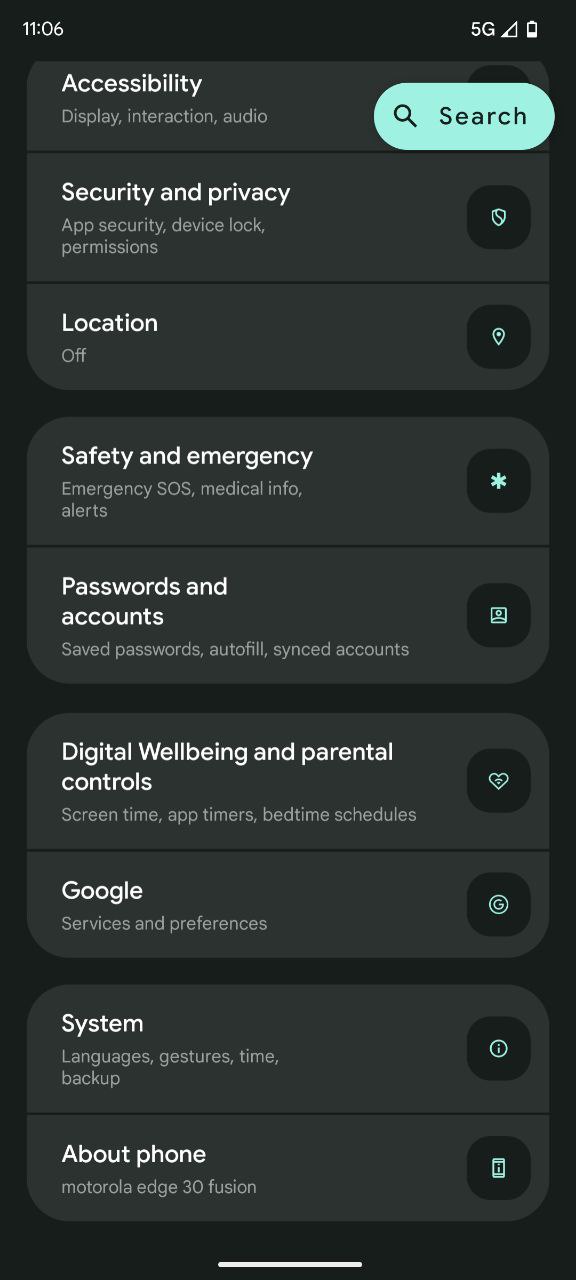 11:06
5G
Accessibility
Display, interaction, audio
Search
Security and privacy
App security, device lock,
permissions
Location
Off
Safety and emergency
Emergency SOS, medical info,
alerts
Passwords and
accounts
Saved passwords, autofill, synced accounts
Digital Wellbeing and parental
controls
Screen time, app timers, bedtime schedules
Google
Services and preferences
System
Languages, gestures, time,
backup
About phone
motorola edge 30 fusion